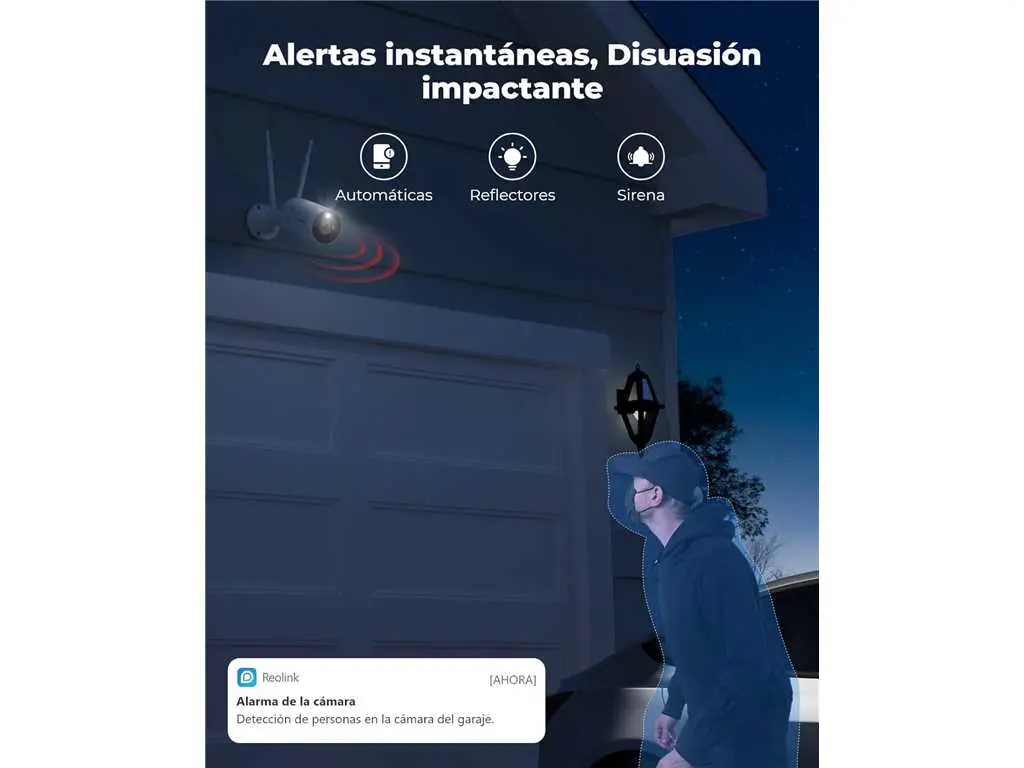 Alertas instantáneas, Disuasión
impactante
Automáticas
Reflectores
Sirena
Reolink
[AHORA]
Alarma de la cámara
Detección de personas en la cámara del garaje.